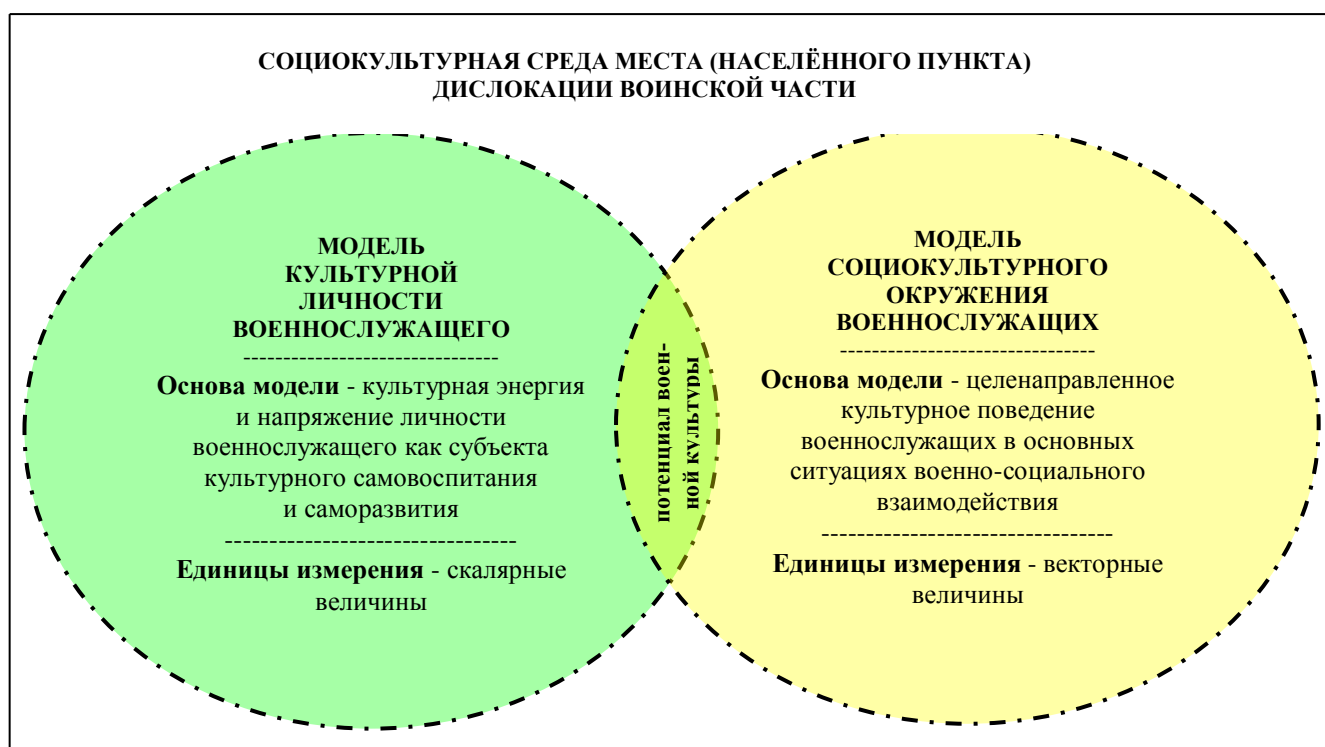 СОЦИОКУЛЬТУРНАЯ СРЕДА МЕСТА (НАСЕЛЁННОГО ПУНКТА)
ДИСЛОКАЦИИ ВОИНСКОЙ ЧАСТИ
МОДЕЛЬ
КУЛЬТУРНОЙ
ЛИЧНОСТИ
ВОЕННОСЛУЖАЩЕГО
---------------------------------
Основа модели - культурная энергия
и напряжение личности
военнослужащего как субъекта
культурного самовоспитания
и саморазвития
---------------------------------
Единицы измерения - скалярные
величины
потенциал воен-
ной культуры
МОДЕЛЬ
СОЦИОКУЛЬТУРНОГО
ОКРУЖЕНИЯ
ВОЕННОСЛУЖАЩИХ
---------------------------------
Основа модели - целенаправленное
культурное поведение
военнослужащих в основных
ситуациях военно-социального
взаимодействия
---------------------------------
Единицы измерения - векторные
величины